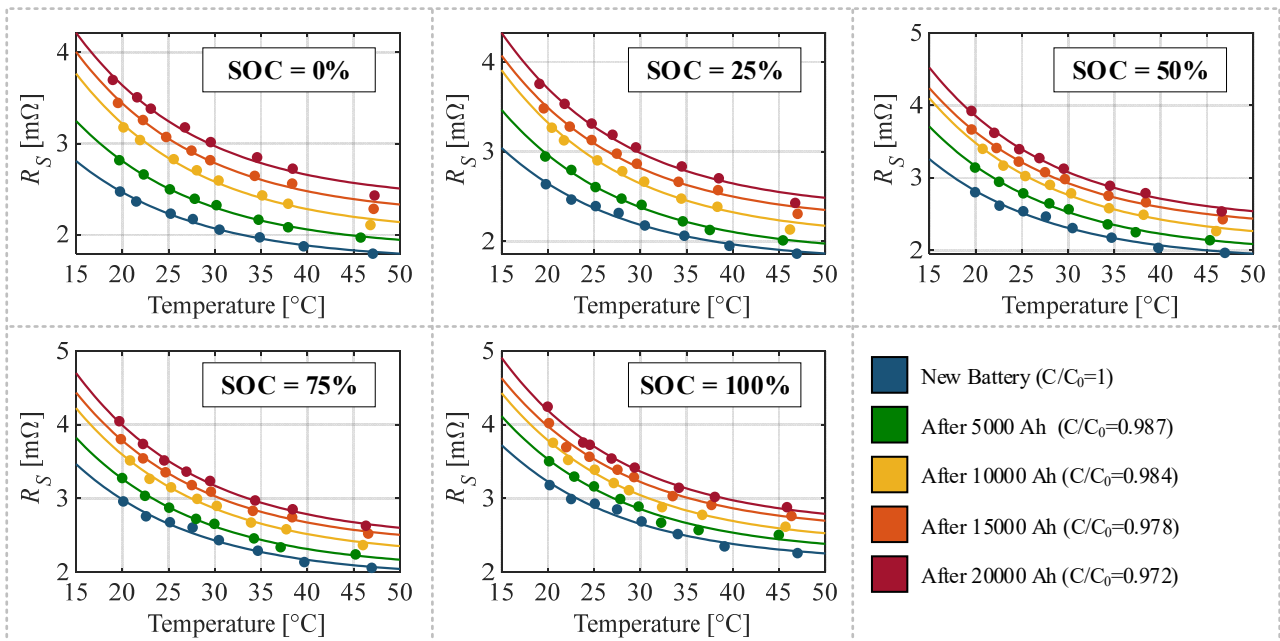 SOC = 0%
4
3
2
R_S [mΩ]
15 20 25 30 35 40 45 50
Temperature [°C]
SOC = 25%
4
3
2
R_S [mΩ]
15 20 25 30 35 40 45 50
Temperature [°C]
SOC = 50%
5
4
3
2
R_S [mΩ]
15 20 25 30 35 40 45 50
Temperature [°C]
SOC = 75%
5
4
3
2
R_S [mΩ]
15 20 25 30 35 40 45 50
Temperature [°C]
SOC = 100%
5
4
3
2
R_S [mΩ]
15 20 25 30 35 40 45 50
Temperature [°C]
New Battery (C/C₀=1)
After 5000 Ah (C/C₀=0.987)
After 10000 Ah (C/C₀=0.984)
After 15000 Ah (C/C₀=0.978)
After 20000 Ah (C/C₀=0.972)